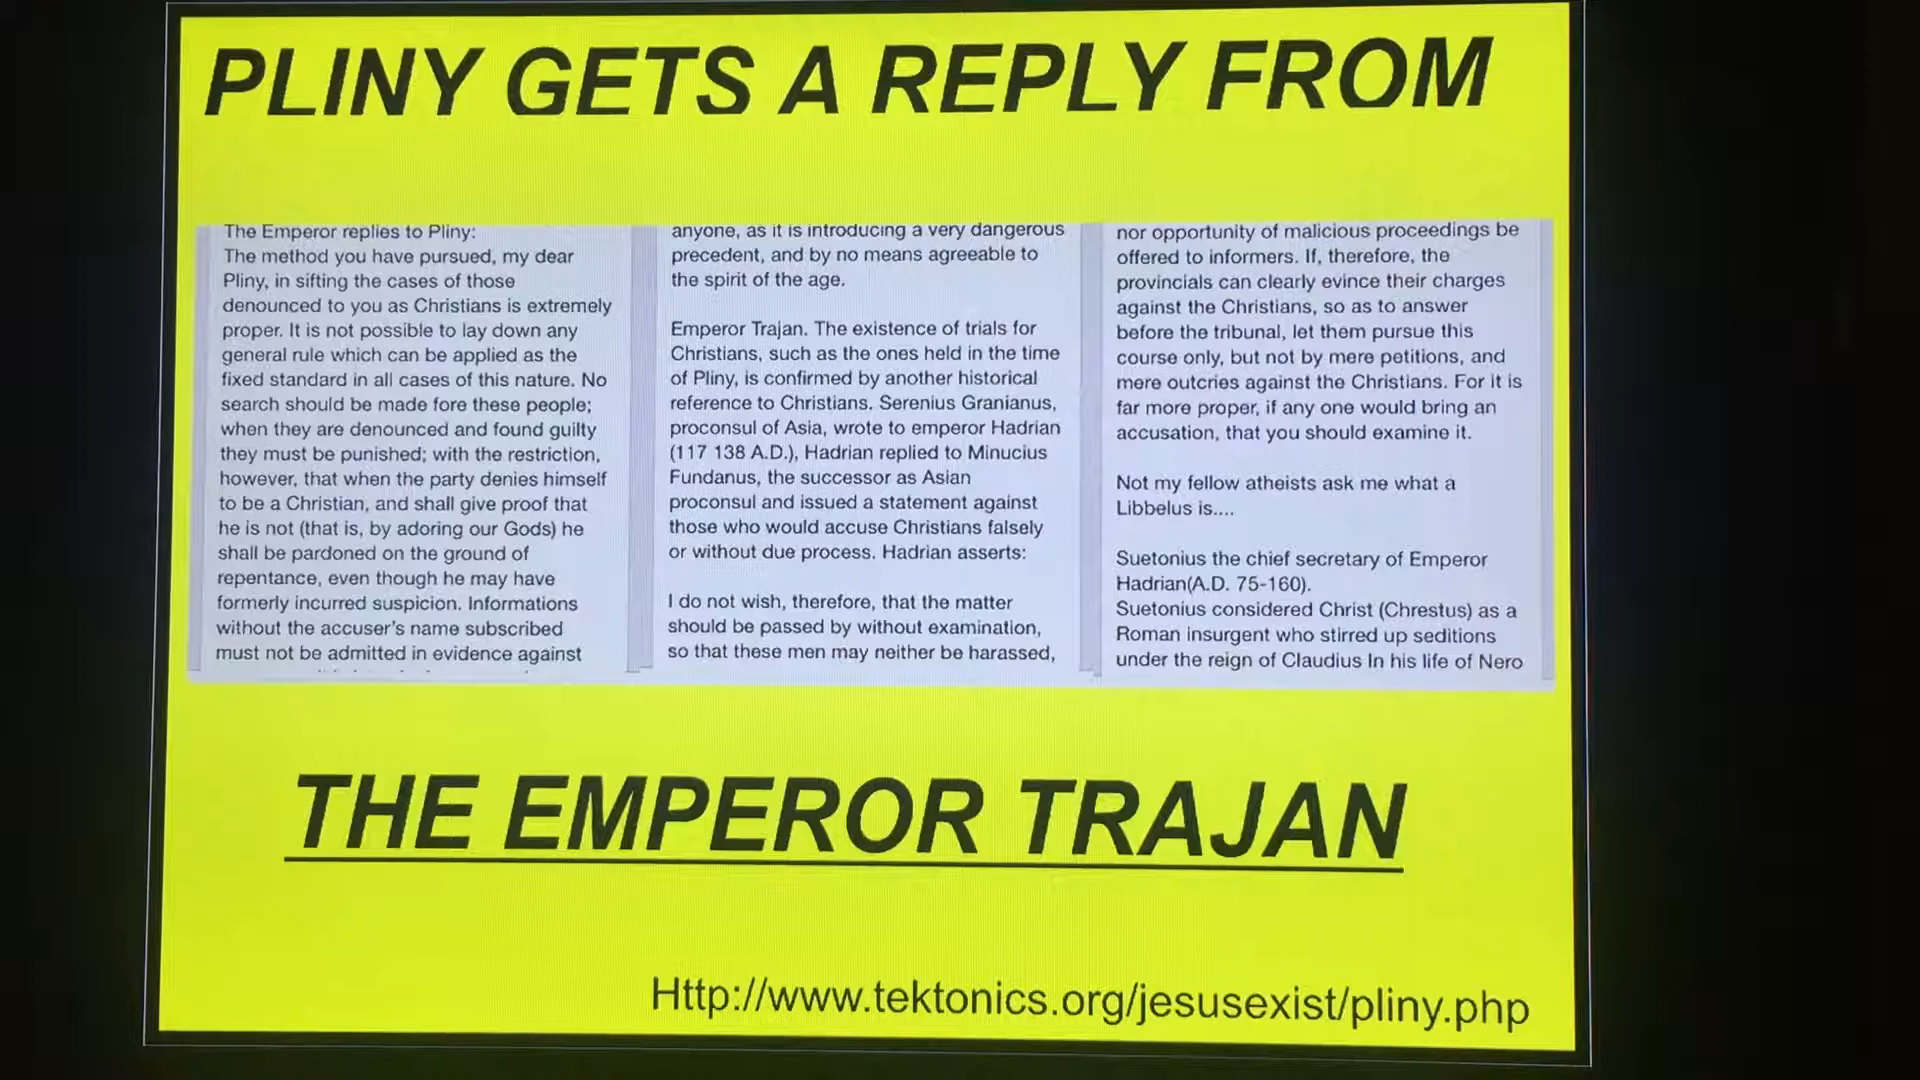 PLINY GETS A REPLY FROM
The Emperor replies to Pliny:
The method you have pursued, my dear
Pliny, in sifting the cases of those
denounced to you as Christians is extremely
proper. It is not possible to lay down any
general rule which can be applied as the
fixed standard in all cases of this nature. No
search should be made fore these people;
when they are denounced and found guilty
they must be punished; with the restriction,
however, that when the party denies himself
to be a Christian, and shall give proof that
he is not (that is, by adoring our Gods) he
shall be pardoned on the ground of
repentance, even though he may have
formerly incurred suspicion. Informations
without the accuser's name subscribed
must not be admitted in evidence against
anyone, as it is introducing a very dangerous
precedent, and by no means agreeable to
the spirit of the age.
Emperor Trajan. The existence of trials for
Christians, such as the ones held in the time
of Pliny, is confirmed by another historical
reference to Christians. Serenius Granianus,
proconsul of Asia, wrote to emperor Hadrian
(117 138 A.D.), Hadrian replied to Minucius
Fundanus, the successor as Asian
proconsul and issued a statement against
those who would accuse Christians falsely
or without due process. Hadrian asserts:
I do not wish, therefore, that the matter
should be passed by without examination,
so that these men may neither be harassed,
nor opportunity of malicious proceedings be
offered to informers. If, therefore, the
provincials can clearly evince their charges
against the Christians, so as to answer
before the tribunal, let them pursue this
course only, but not by mere petitions, and
mere outcries against the Christians. For it is
far more proper, if any one would bring an
accusation, that you should examine it.
Not my fellow atheists ask me what a
Libbelus is....
Suetonius the chief secretary of Emperor
Hadrian(A.D. 75-160).
Suetonius considered Christ (Chrestus) as a
Roman insurgent who stirred up seditions
under the reign of Claudius In his life of Nero
THE EMPEROR TRAJAN
Http://www.tektonics.org/jesusexist/pliny.php